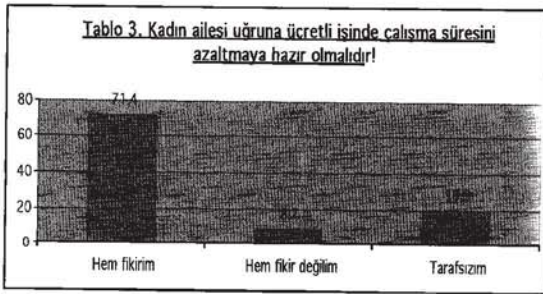 Tablo 3. Kadın ailesi uğruna ücretli işinde çalışma süresini
azaltmaya hazır olmalıdır!
71,4
80
60
40
20
0
Hem fikirim
Hem fikir değilim
Tarafsızım